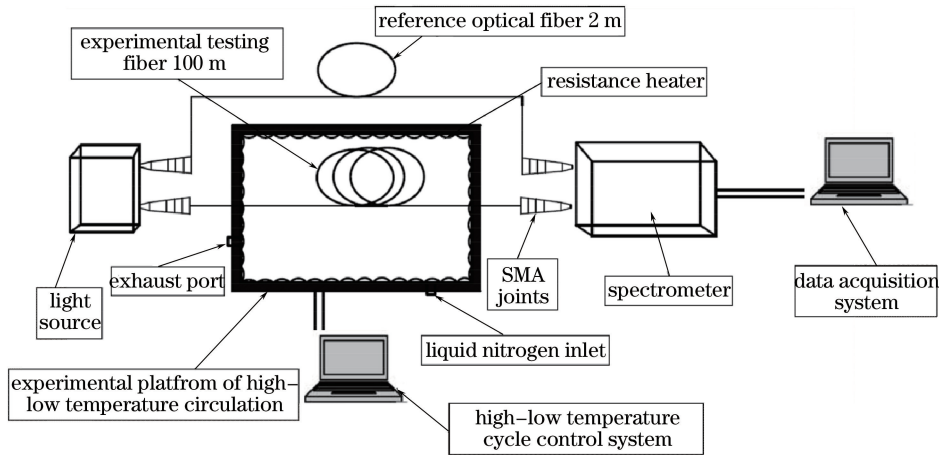 reference optical fiber 2 m
experimental testing
fiber 100 m
resistance heater
exhaust port
SMA
joints
spectrometer
data acquisition
system
light
source
liquid nitrogen inlet
experimental platfrom of high–
low temperature circulation
high–low temperature
cycle control system